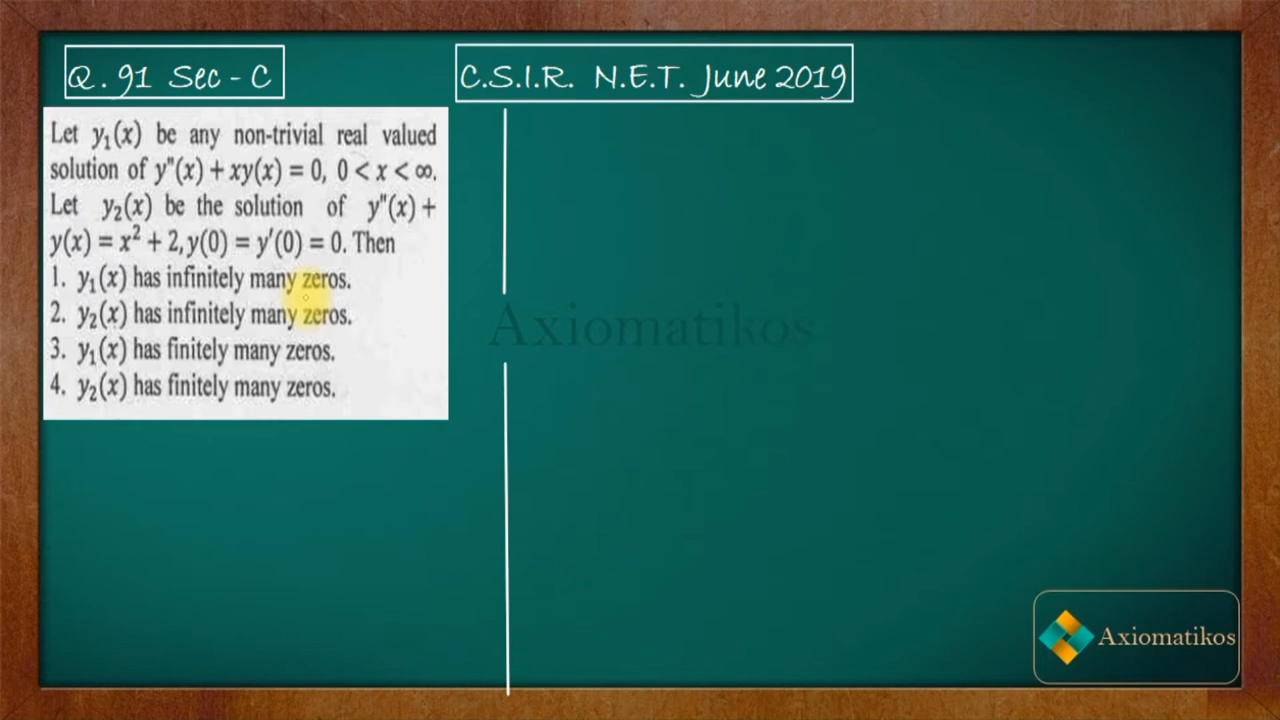 Q. 91 Sec - C
C.S.I.R. N.E.T. June 2019
Let y₁(x) be any non-trivial real valued
solution of y"(x) + xy(x) = 0, 0 < x < ∞.
Let y₂(x) be the solution of y"(x) +
y(x) = x² + 2, y(0) = y'(0) = 0. Then
1. y₁(x) has infinitely many zeros.
2. y₂(x) has infinitely many zeros.
3. y₁(x) has finitely many zeros.
4. y₂(x) has finitely many zeros.
Axiomatikos
Axiomatikos